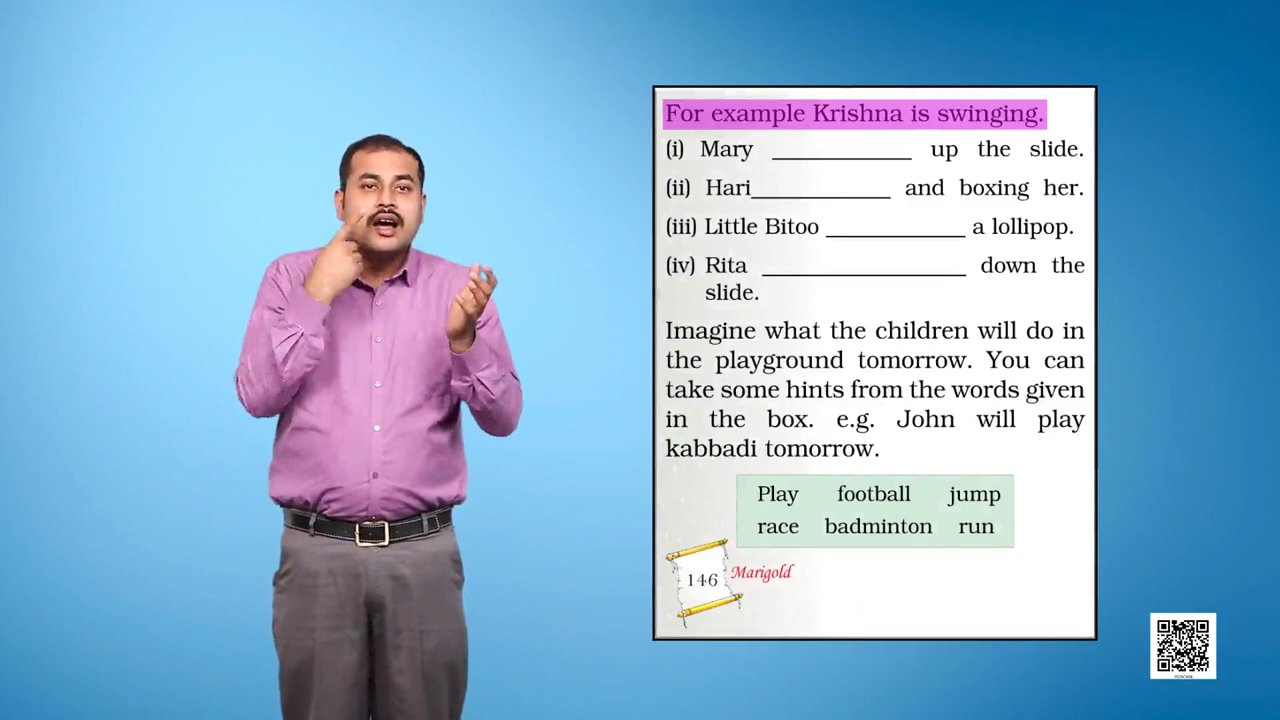 For example Krishna is swinging.
(i) Mary ____________ up the slide.
(ii) Hari____________ and boxing her.
(iii) Little Bitoo ____________ a lollipop.
(iv) Rita _________________ down the
slide.
Imagine what the children will do in
the playground tomorrow. You can
take some hints from the words given
in the box. e.g. John will play
kabbadi tomorrow.
Play football jump
race badminton run
146 Marigold